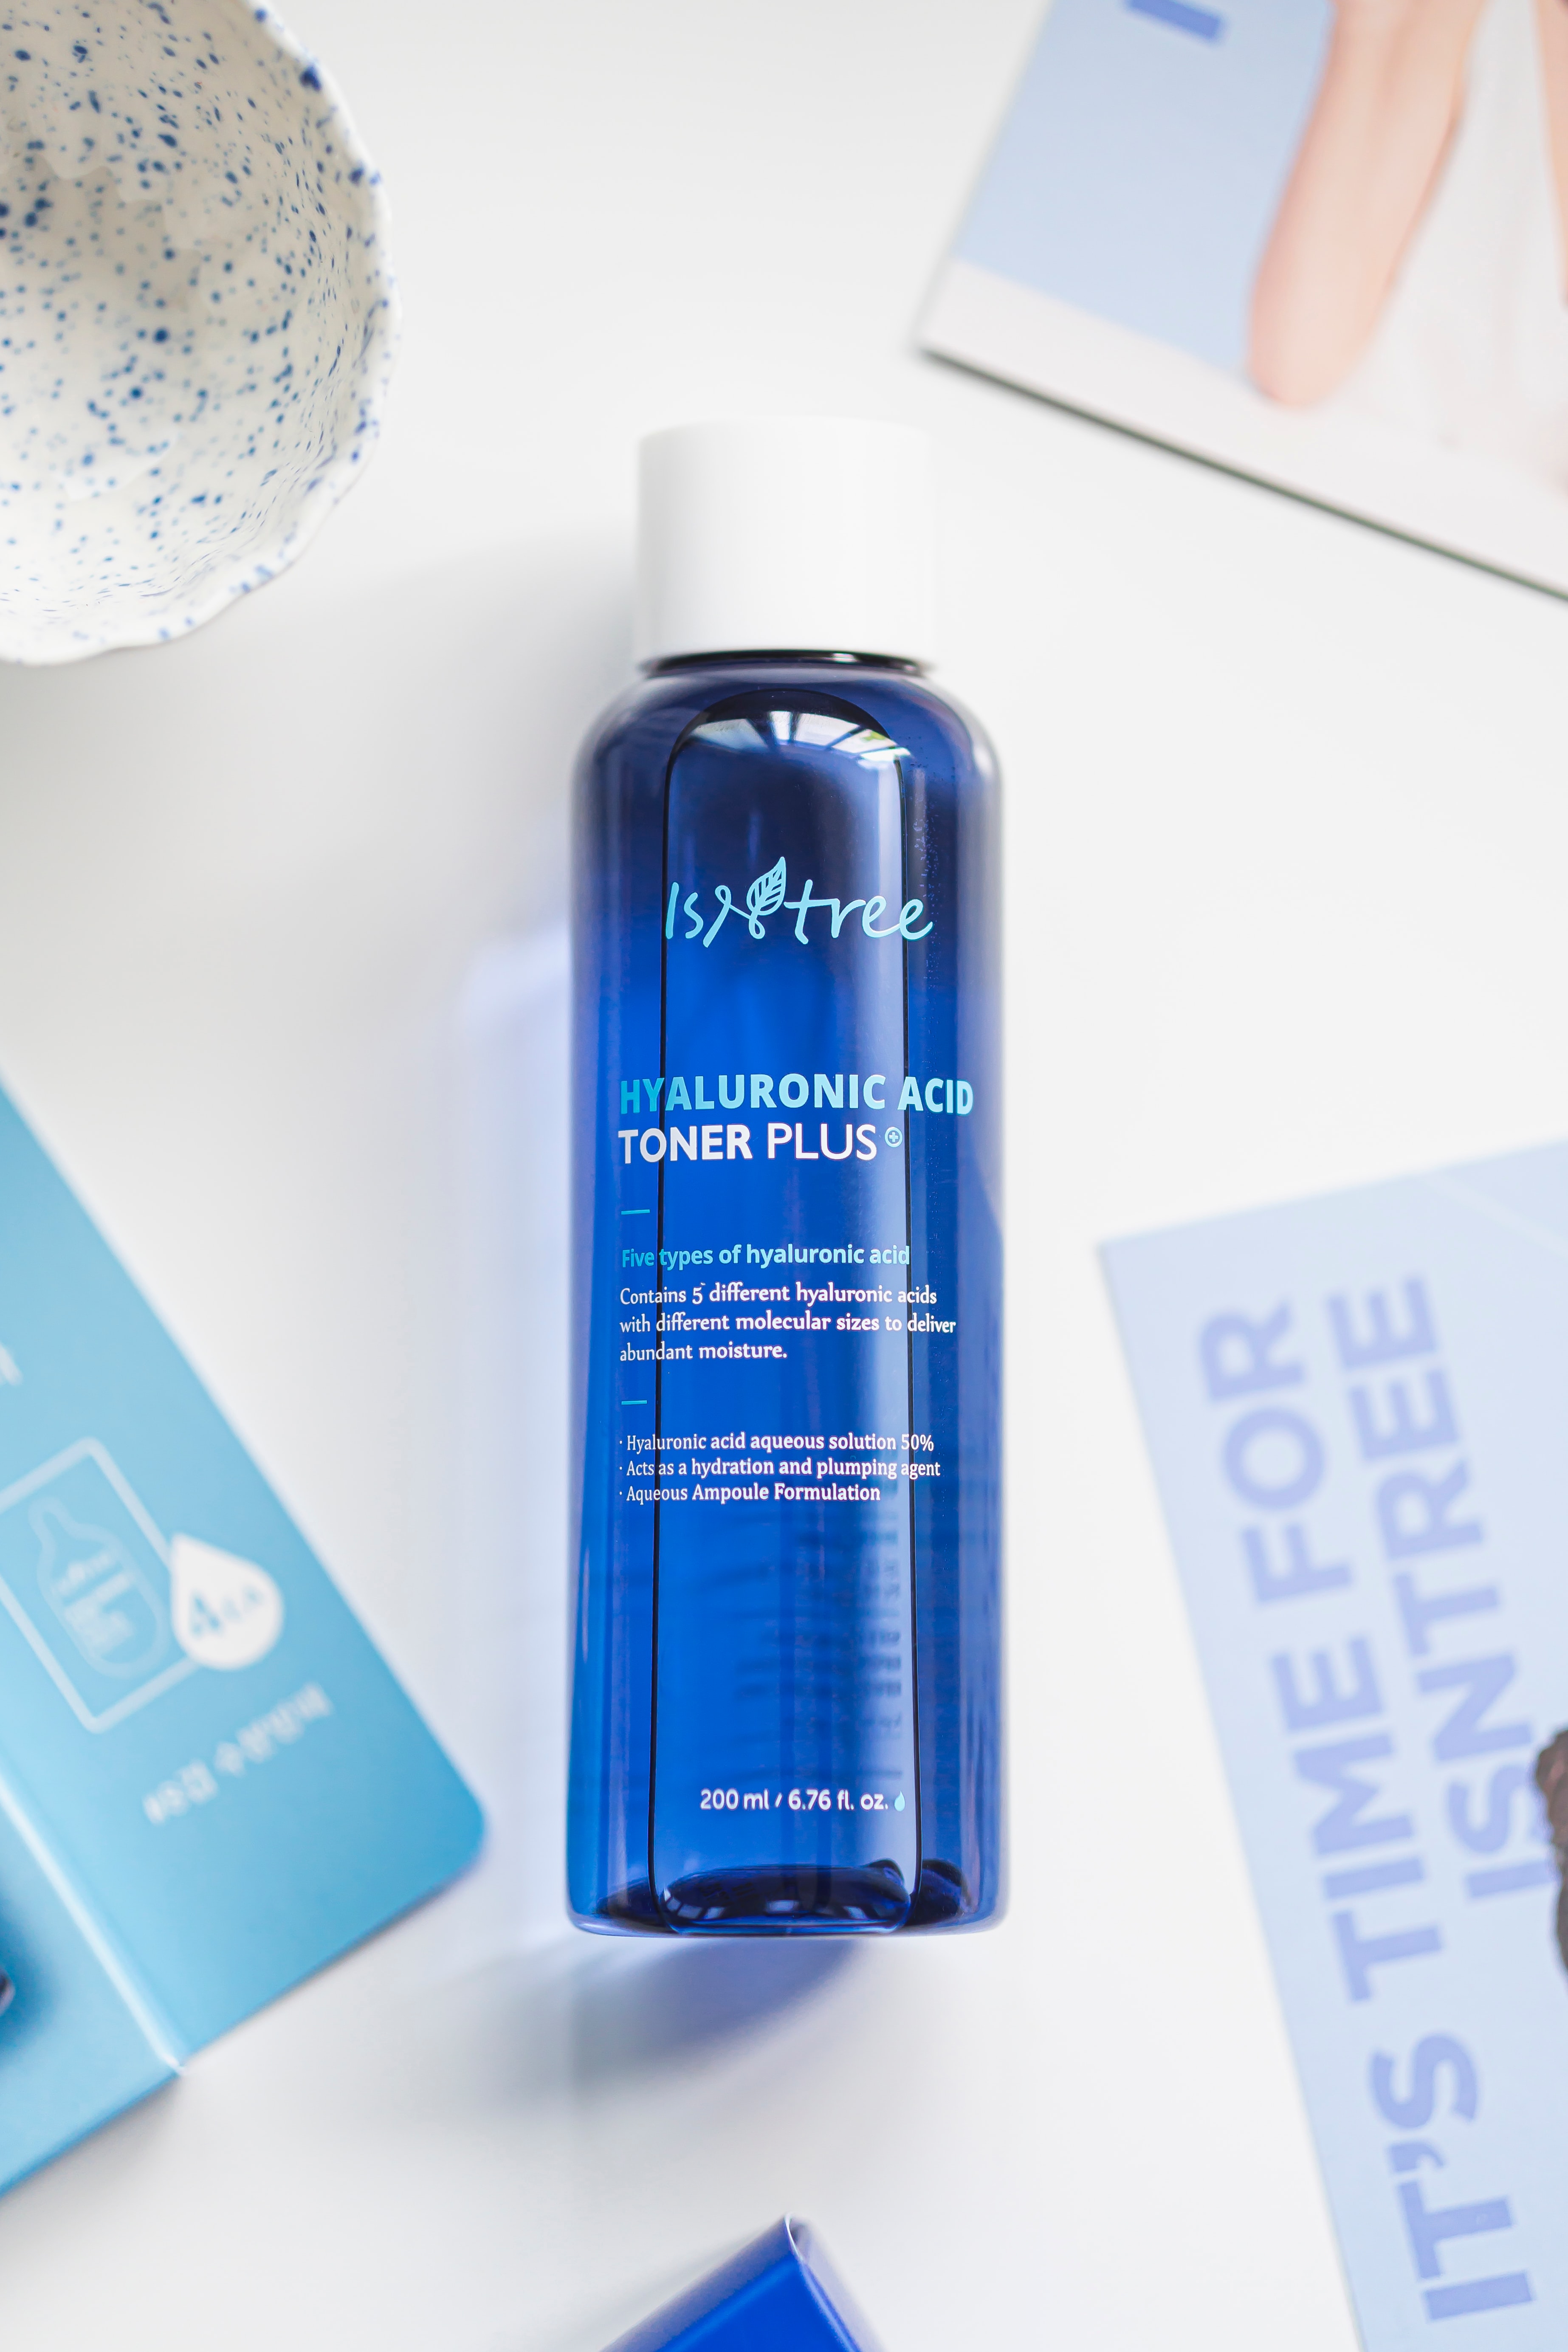 Isntree
HYALURONIC ACID
TONER PLUS
Five types of hyaluronic acid
Contains 5 different hyaluronic acids
with different molecular sizes to deliver
abundant moisture.
· Hyaluronic acid aqueous solution 50%
· Acts as a hydration and plumping agent
· Aqueous Ampoule Formulation
200 ml / 6.76 fl. oz.
IT'S TIME FOR
ISNTREE